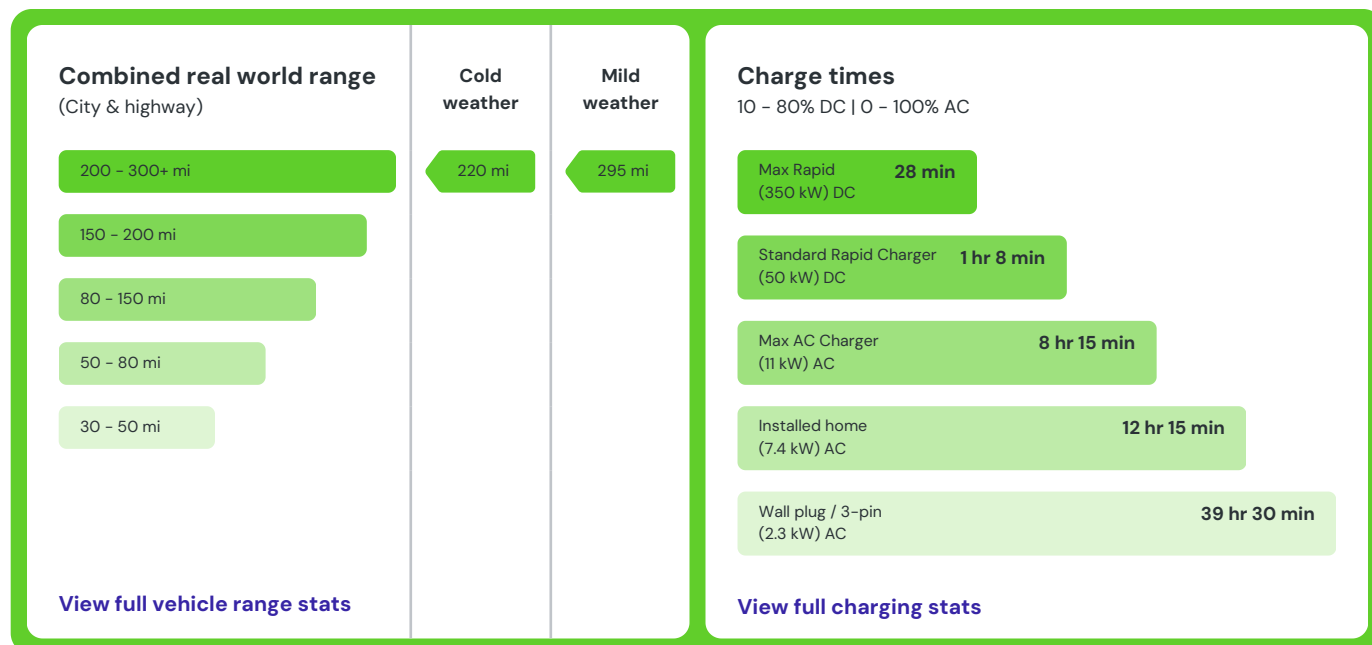 Combined real world range
(City & highway)
Cold
weather
Mild
weather
200 - 300+ mi
220 mi
295 mi
150 - 200 mi
80 - 150 mi
50 - 80 mi
30 - 50 mi
View full vehicle range stats
Charge times
10 - 80% DC | 0 - 100% AC
Max Rapid
(350 kW) DC
28 min
Standard Rapid Charger
(50 kW) DC
1 hr 8 min
Max AC Charger
(11 kW) AC
8 hr 15 min
Installed home
(7.4 kW) AC
12 hr 15 min
Wall plug / 3-pin
(2.3 kW) AC
39 hr 30 min
View full charging stats